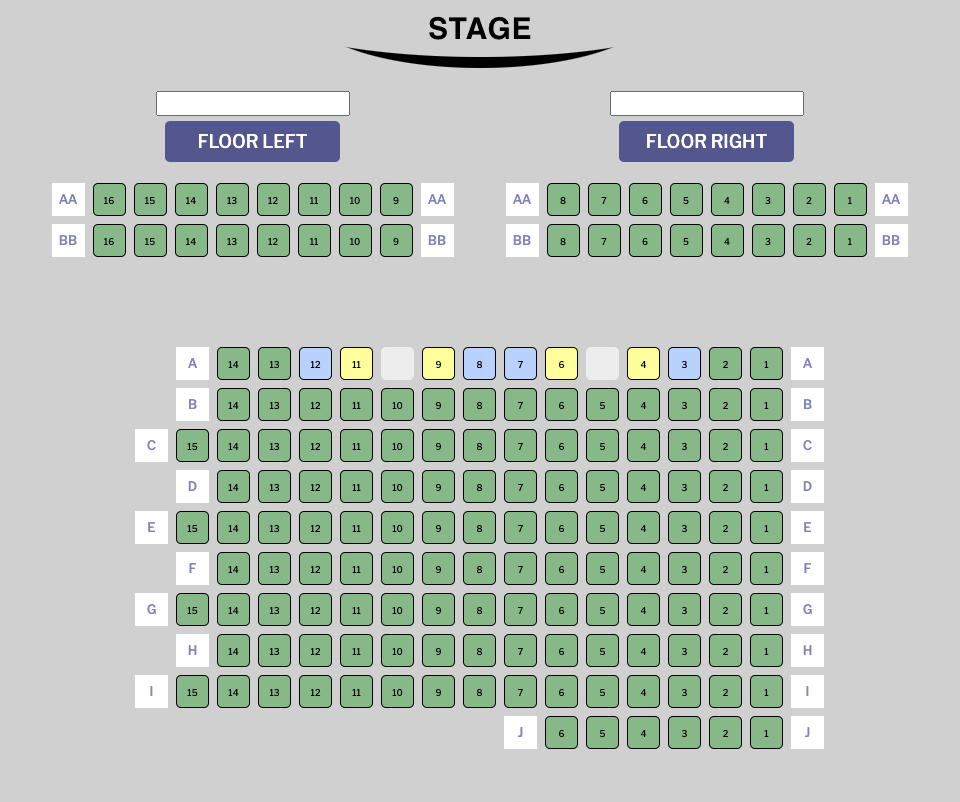 STAGE
FLOOR LEFT FLOOR RIGHT
AA 16 15 14 13 12 11 10 9 AA AA 8 7 6 5 4 3 2 1 AA
BB 16 15 14 13 12 11 10 9 BB BB 8 7 6 5 4 3 2 1 BB
A 14 13 12 11 9 8 7 6 4 3 2 1 A
B 14 13 12 11 10 9 8 7 6 5 4 3 2 1 B
C 15 14 13 12 11 10 9 8 7 6 5 4 3 2 1 C
D 14 13 12 11 10 9 8 7 6 5 4 3 2 1 D
E 15 14 13 12 11 10 9 8 7 6 5 4 3 2 1 E
F 14 13 12 11 10 9 8 7 6 5 4 3 2 1 F
G 15 14 13 12 11 10 9 8 7 6 5 4 3 2 1 G
H 14 13 12 11 10 9 8 7 6 5 4 3 2 1 H
I 15 14 13 12 11 10 9 8 7 6 5 4 3 2 1 I
J 6 5 4 3 2 1 J